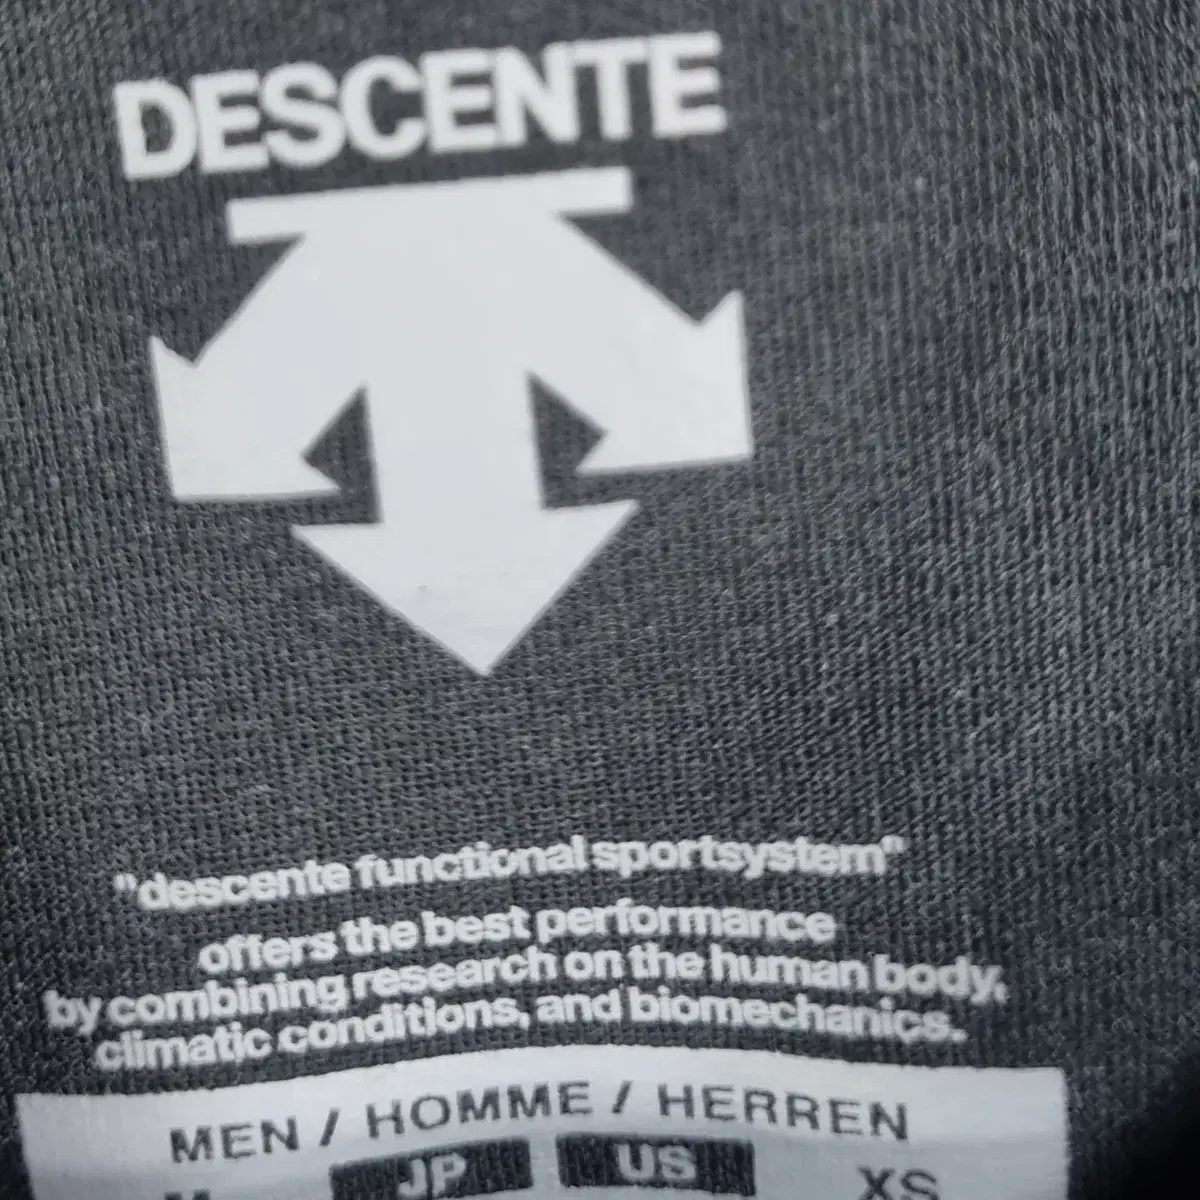 DESCENTE
"descente functional sportsystem"
offers the best performance
by combining research on the human body,
climatic conditions, and biomechanics.
MEN / HOMME / HERREN
JP US XS